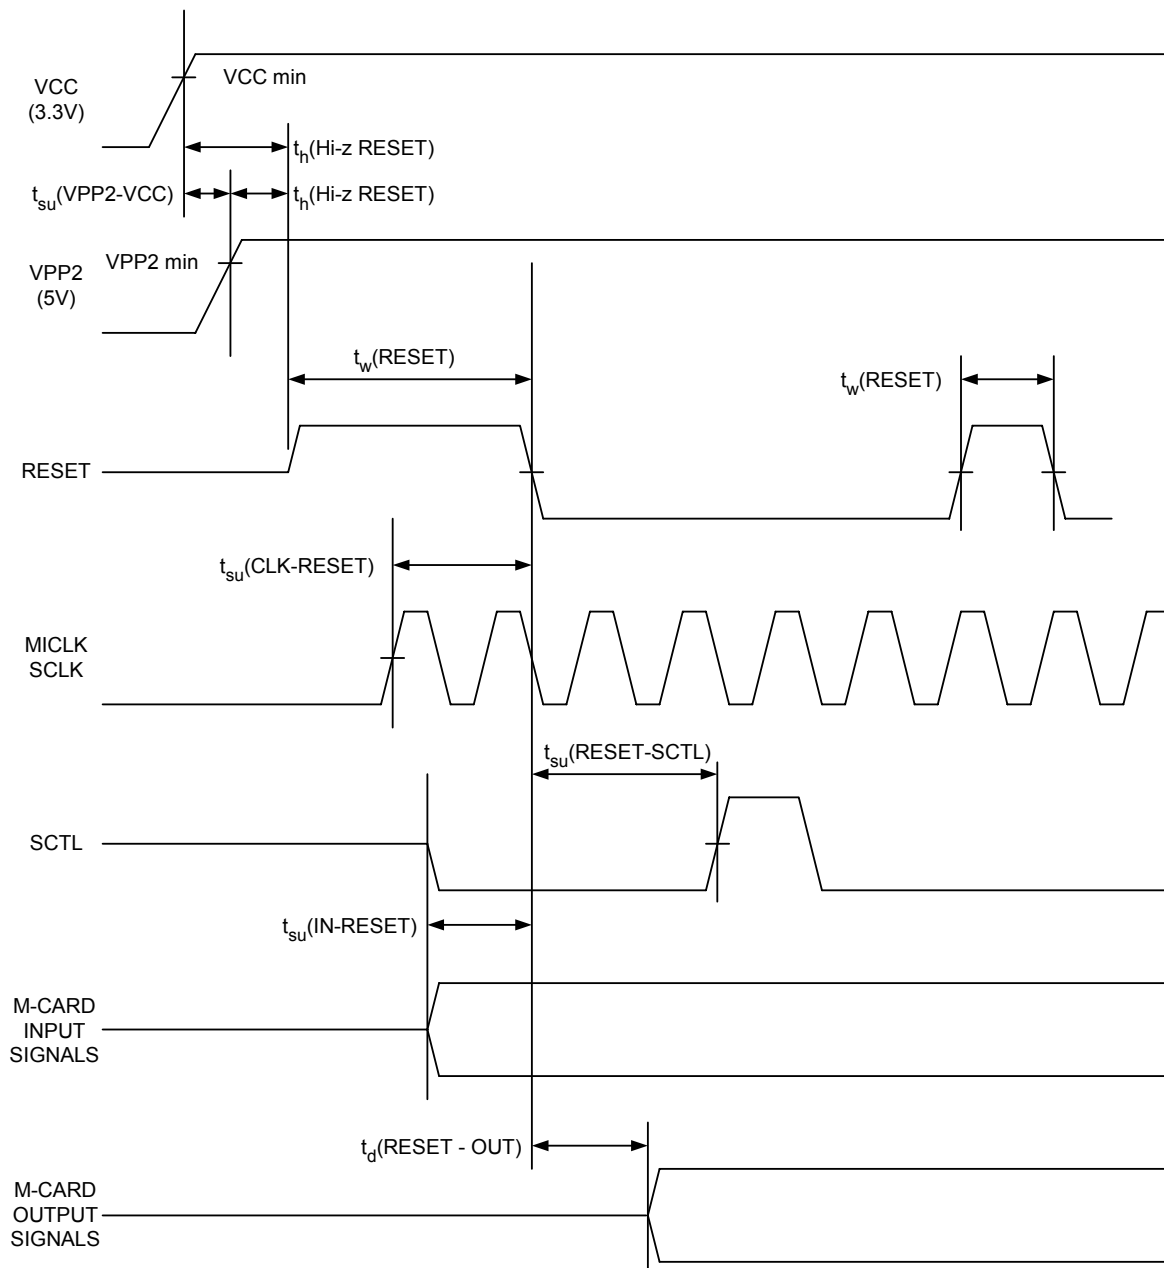 VCC
(3.3V)
VCC min
th(Hi-z RESET)
tsu(VPP2-VCC)
th(Hi-z RESET)
VPP2
(5V)
VPP2 min
tw(RESET)
tw(RESET)
RESET
tsu(CLK-RESET)
MICLK
SCLK
tsu(RESET-SCTL)
SCTL
tsu(IN-RESET)
M-CARD
INPUT
SIGNALS
td(RESET - OUT)
M-CARD
OUTPUT
SIGNALS